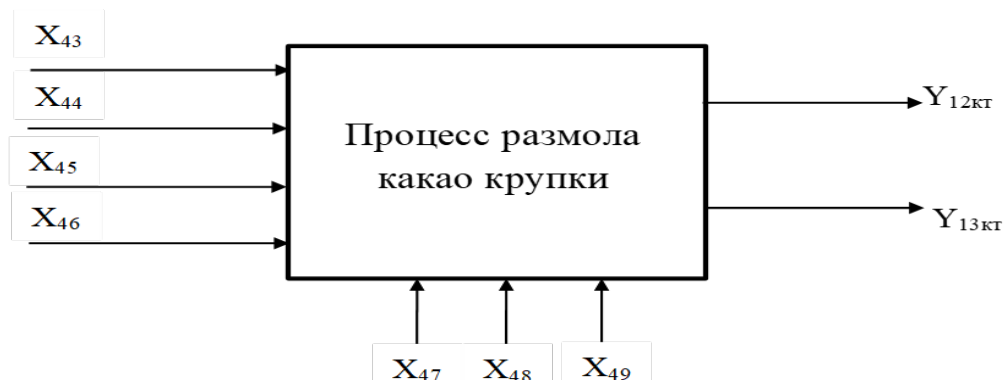 X43
X44
X45
X46
Процесс размола
какао крупки
Y12кт
Y13кт
X47 X48 X49